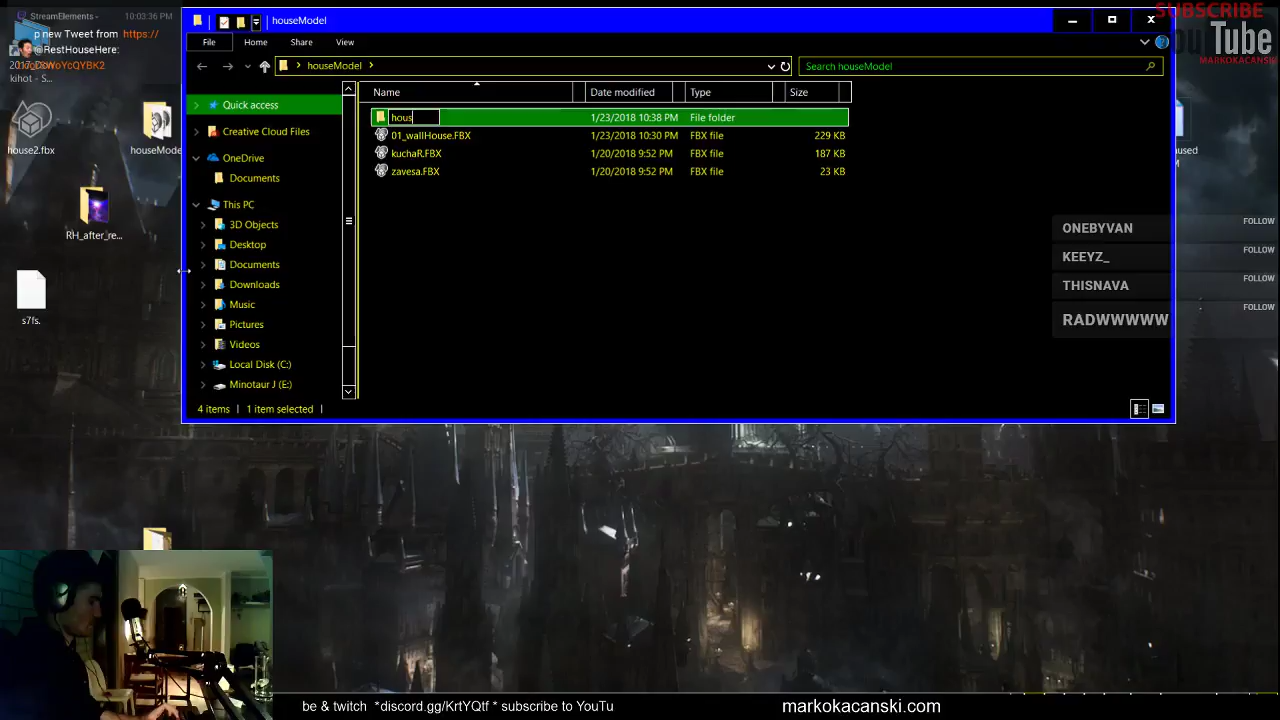 StreamElements - 10:03:36 PM
houseModel
SUBSCRIBE
YouTube
MARKOKACANSKI
p new Tweet from https://
@RestHouseHere:
File Home Share View
houseModel
Search houseModel
Name Date modified Type Size
Quick access
Creative Cloud Files
OneDrive
Documents
This PC
3D Objects
Desktop
Documents
Downloads
Music
Pictures
Videos
Local Disk (C:)
Minotaur J (E:)
hous 1/23/2018 10:38 PM File folder
01_wallHouse.FBX 1/23/2018 10:30 PM FBX file 229 KB
kuchaR.FBX 1/20/2018 9:52 PM FBX file 187 KB
zavesa.FBX 1/20/2018 9:52 PM FBX file 23 KB
4 items 1 item selected
kihot - S...
house2.fbx
houseMode
RH_after_re...
s7fs.
ONEBYVAN FOLLOW
KEEYZ_ FOLLOW
THISNAVA FOLLOW
RADWWWWW FOLLOW
be & twitch *discord.gg/KrtYQtf * subscribe to YouTu
markokacanski.com